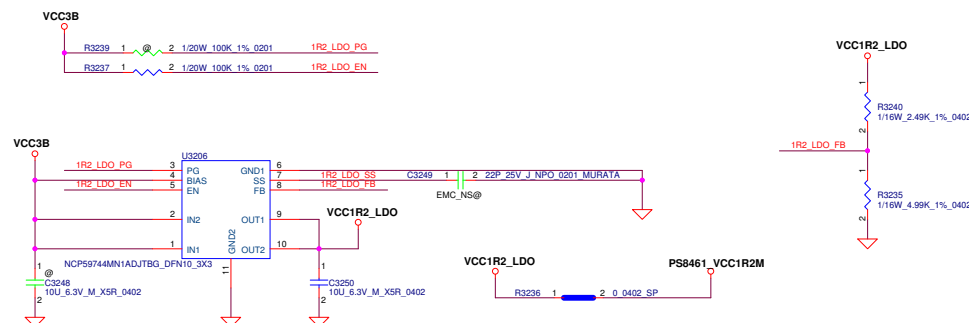 VCC3B
R3239 1 @ 2 1/20W_100K_1%_0201 1R2_LDO_PG
R3237 1 2 1/20W_100K_1%_0201 1R2_LDO_EN
VCC1R2_LDO
1
R3240
1/16W_2.49K_1%_0402
2
1R2_LDO_FB
1
R3235
1/16W_4.99K_1%_0402
2
VCC3B
U3206
1R2_LDO_PG 3 PG GND1 6
4 BIAS SS 7 1R2_LDO_SS C3249 1 2 22P_25V_J_NPO_0201_MURATA
1R2_LDO_EN 5 EN FB 8 1R2_LDO_FB
EMC_NS@
VCC1R2_LDO
2 IN2 OUT1 9
1 IN1 GND2 OUT2 10
11
NCP59744MN1ADJTBG_DFN10_3X3
1 @
C3248
10U_6.3V_M_X5R_0402
2
1
C3250
10U_6.3V_M_X5R_0402
2
VCC1R2_LDO PS8461_VCC1R2M
R3236 1 2 0_0402_SP